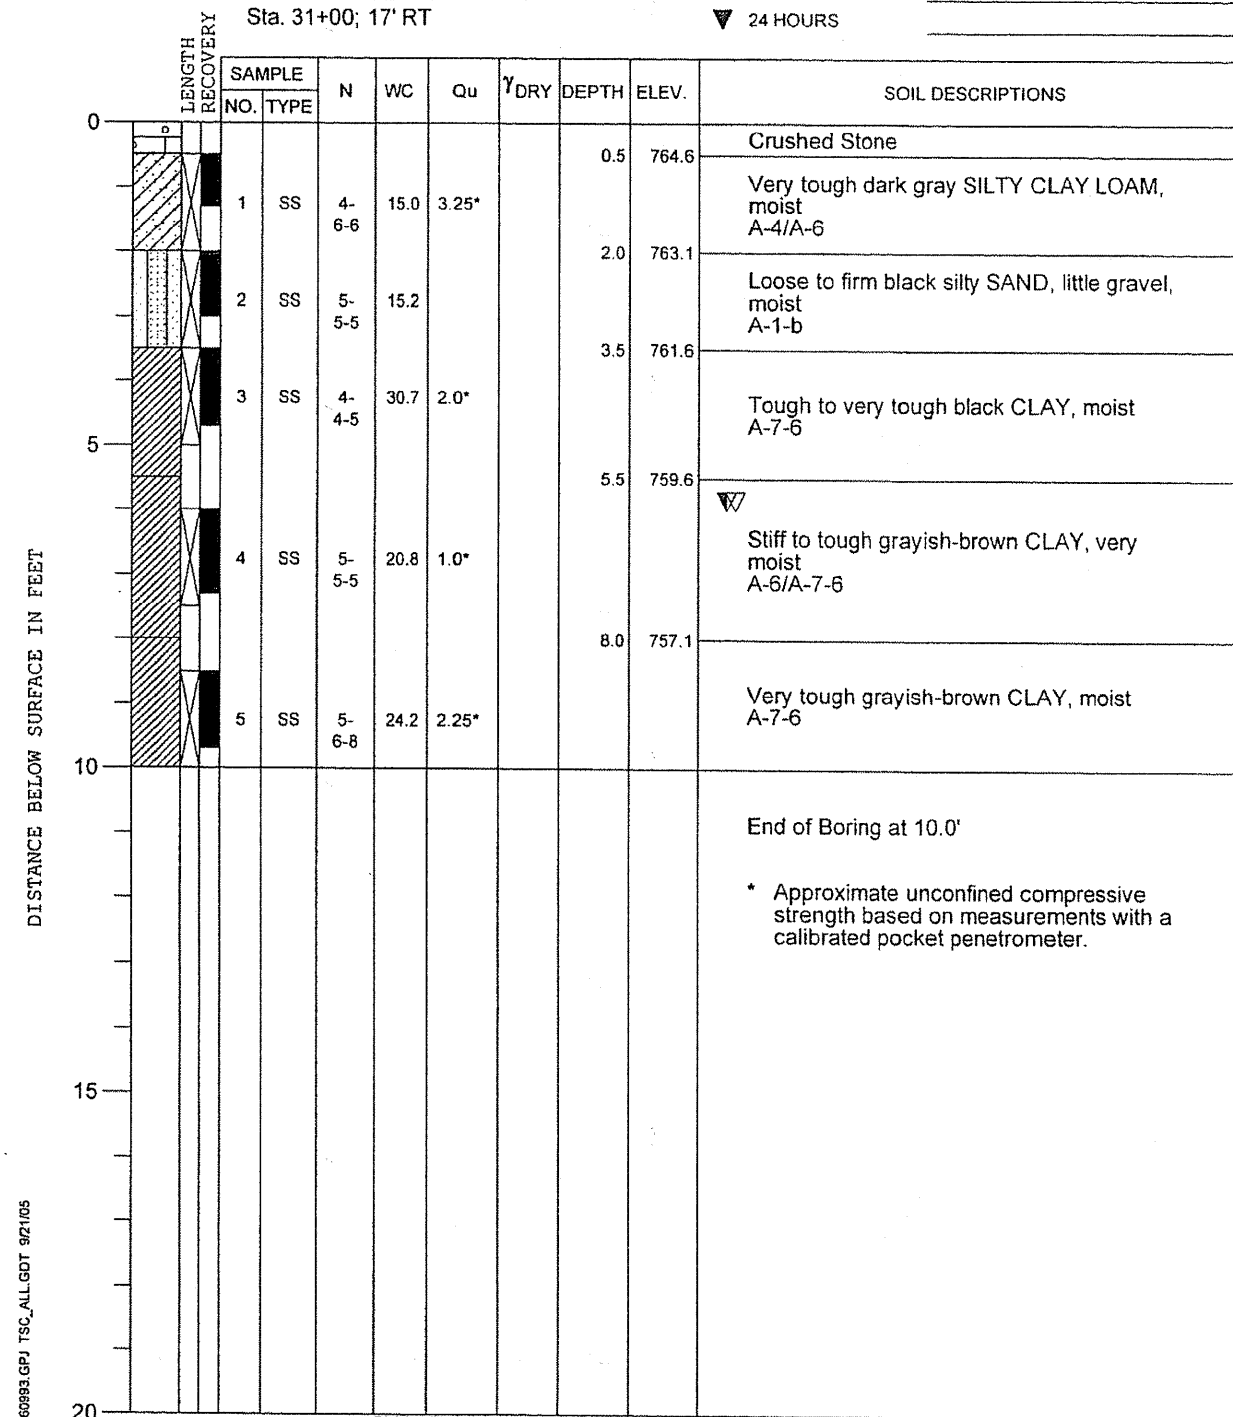 Sta. 31+00; 17' RT
24 HOURS
LENGTH
RECOVERY
SAMPLE
NO. TYPE N WC Qu γDRY DEPTH ELEV. SOIL DESCRIPTIONS
0
Crushed Stone
0.5 764.6
1 SS 4-
6-6 15.0 3.25*
Very tough dark gray SILTY CLAY LOAM,
moist
A-4/A-6
2.0 763.1
2 SS 5-
5-5 15.2
Loose to firm black silty SAND, little gravel,
moist
A-1-b
3.5 761.6
3 SS 4-
4-5 30.7 2.0*
Tough to very tough black CLAY, moist
A-7-6
5
5.5 759.6
4 SS 5-
5-5 20.8 1.0*
Stiff to tough grayish-brown CLAY, very
moist
A-6/A-7-6
8.0 757.1
5 SS 5-
6-8 24.2 2.25*
Very tough grayish-brown CLAY, moist
A-7-6
10
End of Boring at 10.0'
* Approximate unconfined compressive
strength based on measurements with a
calibrated pocket penetrometer.
15
20
DISTANCE BELOW SURFACE IN FEET
60993.GPJ TSC_ALL.GDT 9/21/05